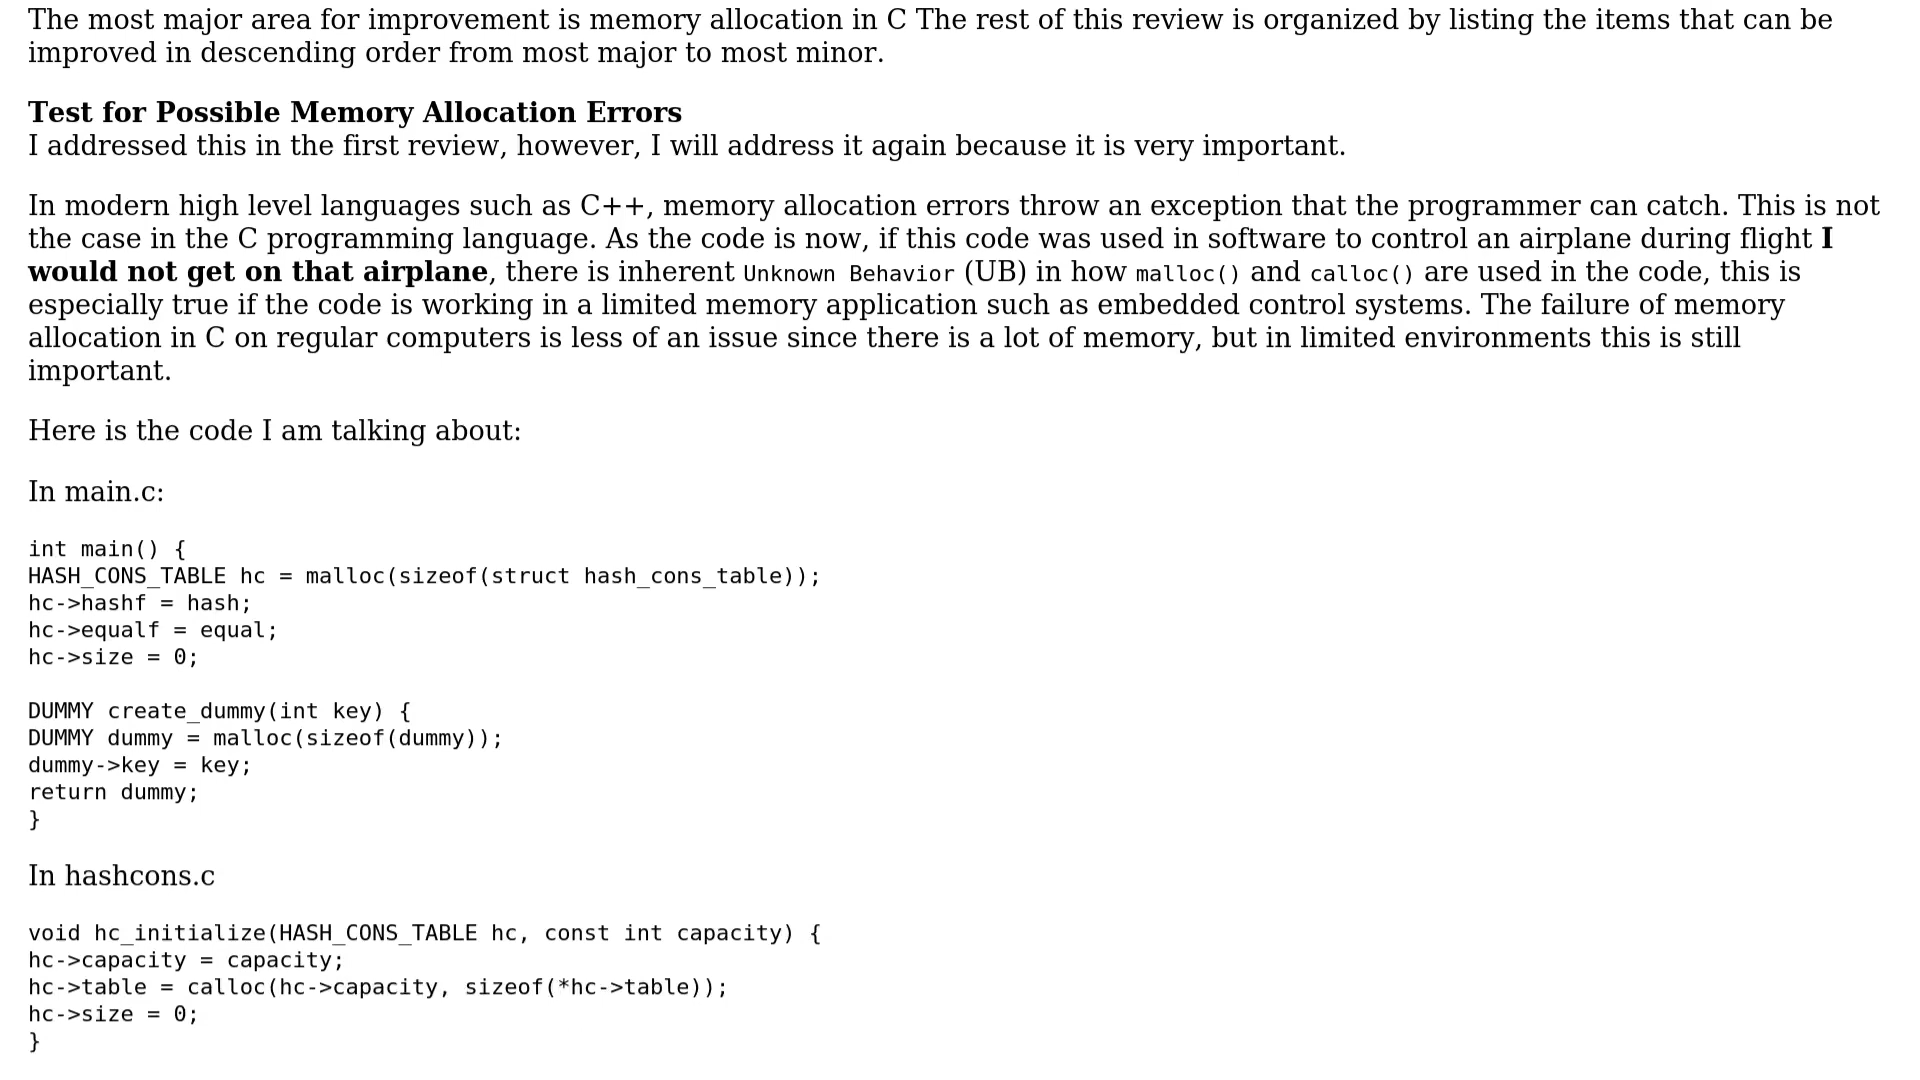 The most major area for improvement is memory allocation in C The rest of this review is organized by listing the items that can be
improved in descending order from most major to most minor.
Test for Possible Memory Allocation Errors
I addressed this in the first review, however, I will address it again because it is very important.
In modern high level languages such as C++, memory allocation errors throw an exception that the programmer can catch. This is not
the case in the C programming language. As the code is now, if this code was used in software to control an airplane during flight I
would not get on that airplane, there is inherent Unknown Behavior (UB) in how malloc() and calloc() are used in the code, this is
especially true if the code is working in a limited memory application such as embedded control systems. The failure of memory
allocation in C on regular computers is less of an issue since there is a lot of memory, but in limited environments this is still
important.
Here is the code I am talking about:
In main.c:
int main() {
HASH_CONS_TABLE hc = malloc(sizeof(struct hash_cons_table));
hc->hashf = hash;
hc->equalf = equal;
hc->size = 0;
DUMMY create_dummy(int key) {
DUMMY dummy = malloc(sizeof(dummy));
dummy->key = key;
return dummy;
}
In hashcons.c
void hc_initialize(HASH_CONS_TABLE hc, const int capacity) {
hc->capacity = capacity;
hc->table = calloc(hc->capacity, sizeof(*hc->table));
hc->size = 0;
}